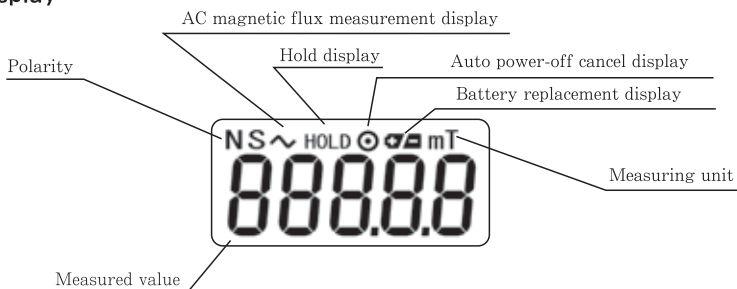 splay
AC magnetic flux measurement display
Hold display
Polarity
Auto power-off cancel display
Battery replacement display
N S HOLD mT
888.8.8
Measuring unit
Measured value